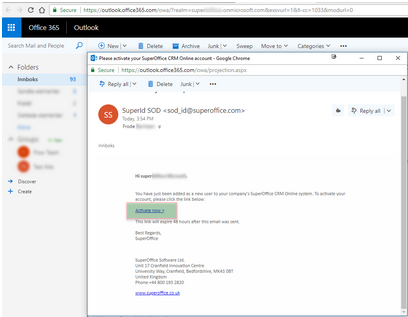 Secure | https://outlook.office365.com/owa/?realm=super
onmicrosoft.com&exsvurl=1&ll-cc=1033&modurl=0
Office 365
Outlook
Search Mail and People
New
Delete
Archive
Junk
Sweep
Move to
Categories
Folders
Innboks 93
More
Discover
Create
Please activate your SuperOffice CRM Online account - Google Chrome
Secure | https://outlook.office365.com/owa/projection.aspx
Reply all
Delete
Junk
SS
SuperId SOD <sod_id@superoffice.com>
Today, 3:54 PM
Frode
Reply all
Innboks
Hi super
You have just been added as a new user to your company's SuperOffice CRM Online system. To activate your
account, please click the link below:
Activate now >
This link will expire 48 hours after this email was sent.
Best Regards,
SuperOffice
SuperOffice Software Ltd.
Unit 17 Cranfield Innovation Centre
University Way, Cranfield, Bedfordshire, MK43 0BT
United Kingdom
Phone +44 800 193 2820
www.superoffice.co.uk